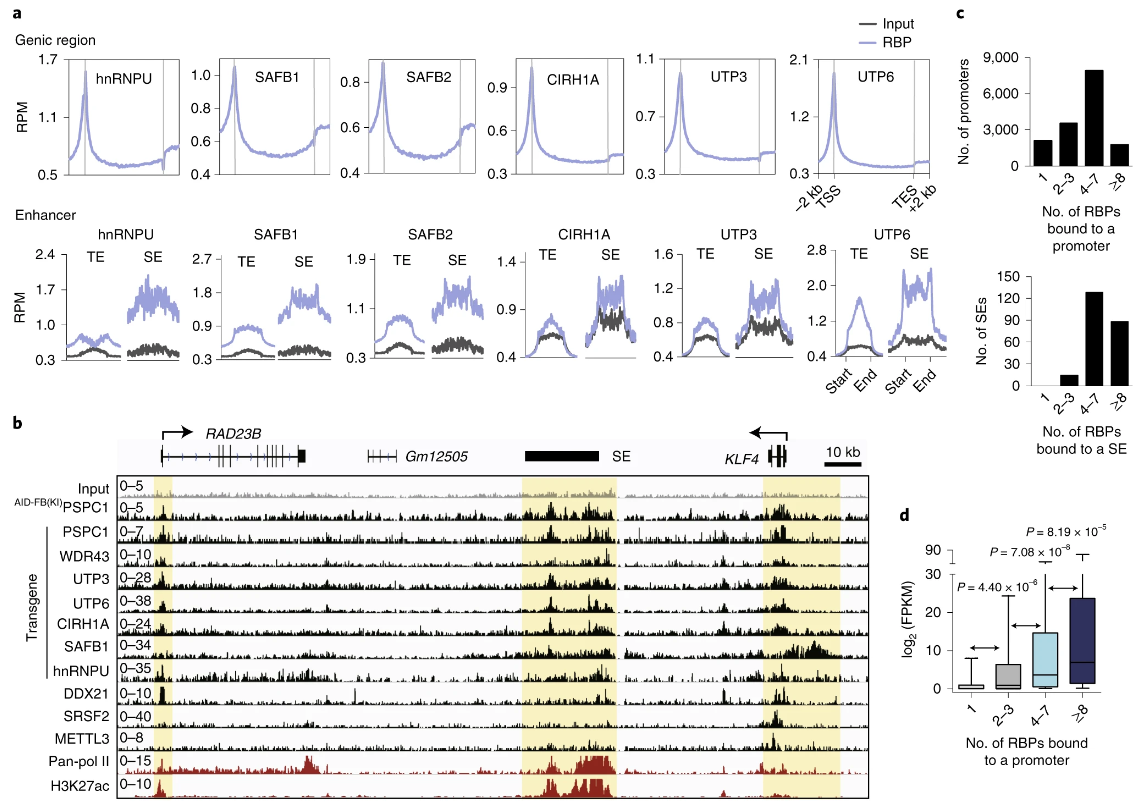 a
Genic region
Input
RBP
RPM
1.7
1.1
0.5
hnRNPU
1.0
0.8
0.6
0.4
SAFB1
0.8
0.6
0.4
SAFB2
0.9
0.6
0.3
CIRH1A
1.1
0.7
0.3
UTP3
2.1
1.2
0.3
UTP6
–2 kb
TSS
TES
+2 kb
Enhancer
RPM
hnRNPU
TE SE
2.4
1.7
1.0
0.3
SAFB1
TE SE
2.7
1.8
0.9
0.3
SAFB2
TE SE
1.9
1.1
0.3
CIRH1A
TE SE
1.4
0.9
0.4
UTP3
TE SE
1.6
1.2
0.8
0.4
UTP6
TE SE
2.8
2.0
1.2
0.4
Start
End
Start
End
b
RAD23B
Gm12505
SE
KLF4
10 kb
Input 0–5
AID-FB(KI) PSPC1 0–5
Transgene
PSPC1 0–7
WDR43 0–10
UTP3 0–28
UTP6 0–38
CIRH1A 0–24
SAFB1 0–34
hnRNPU 0–35
DDX21 0–10
SRSF2 0–40
METTL3 0–8
Pan-pol II 0–15
H3K27ac 0–10
c
No. of promoters
9,000
6,000
3,000
0
1
2–3
4–7
≥8
No. of RBPs
bound to a
promoter
No. of SEs
150
120
90
60
30
0
1
2–3
4–7
≥8
No. of RBPs
bound to a SE
d
P = 8.19 × 10⁻⁵
P = 7.08 × 10⁻⁸
P = 4.40 × 10⁻⁶
log₂ (FPKM)
90
30
20
10
0
1
2–3
4–7
≥8
No. of RBPs bound
to a promoter